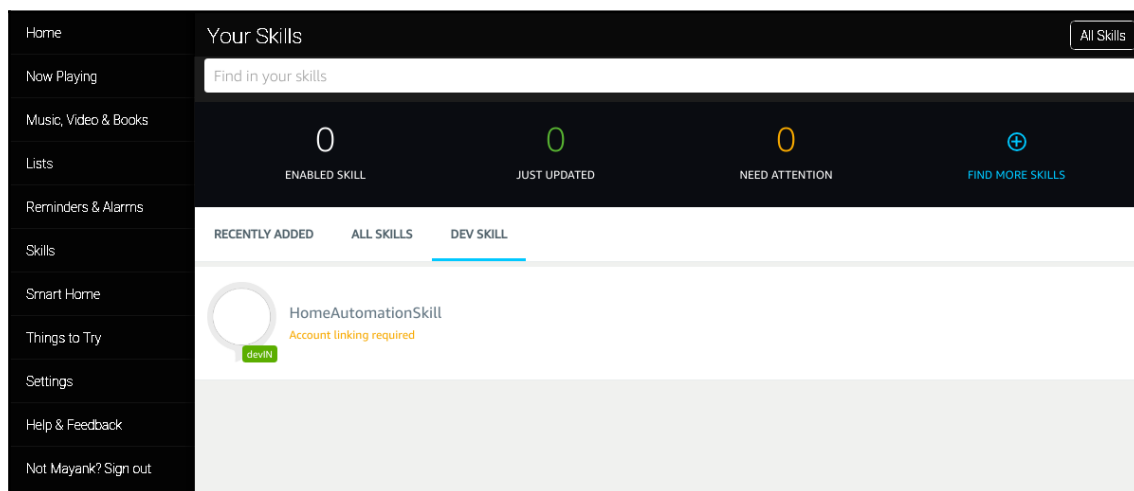 Home
Now Playing
Music, Video & Books
Lists
Reminders & Alarms
Skills
Smart Home
Things to Try
Settings
Help & Feedback
Not Mayank? Sign out
Your Skills
All Skills
Find in your skills
0 0 0
ENABLED SKILL JUST UPDATED NEED ATTENTION FIND MORE SKILLS
RECENTLY ADDED ALL SKILLS DEV SKILL
HomeAutomationSkill
Account linking required
devIN